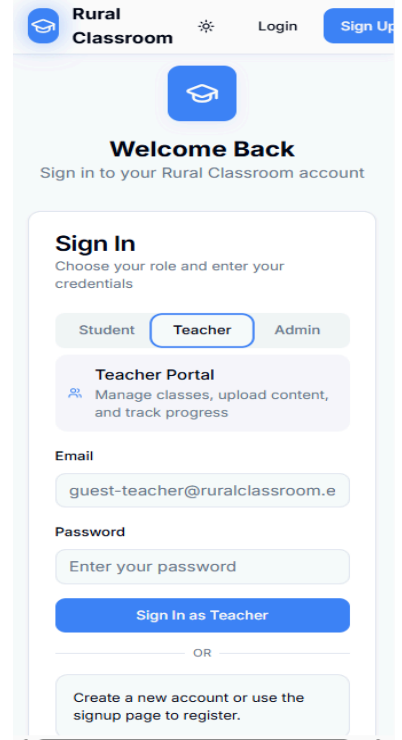 Rural
Classroom
Login
Sign Up
Welcome Back
Sign in to your Rural Classroom account
Sign In
Choose your role and enter your
credentials
Student
Teacher
Admin
Teacher Portal
Manage classes, upload content,
and track progress
Email
guest-teacher@ruralclassroom.e
Password
Enter your password
Sign In as Teacher
OR
Create a new account or use the
signup page to register.